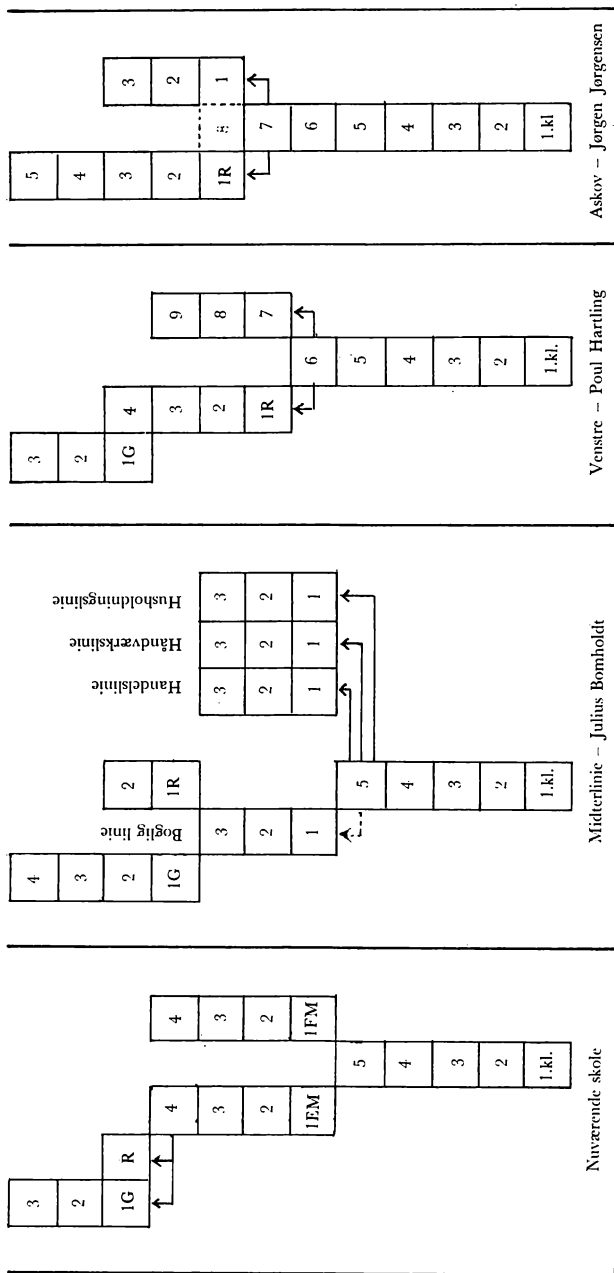 3
2
1G R
4 4
3 3
2 2
1EM 1FM
5
4
3
2
1.kl.
Nuværende skole
4
3
2 2
1G 1R
Boglig linie
Handelslinie
Håndværkslinie
Husholdningslinie
3 3 3 3
2 2 2 2
1 1 1 1
5
4
3
2
1.kl.
Midterlinie – Julius Bomholdt
3
2
1G 4
3 9
2 8
1R 7
6
5
4
3
2
1.kl.
Venstre – Poul Hartling
5
4
3 3
2 2
1R 8 1
7
6
5
4
3
2
1.kl
Askov – Jørgen Jørgensen